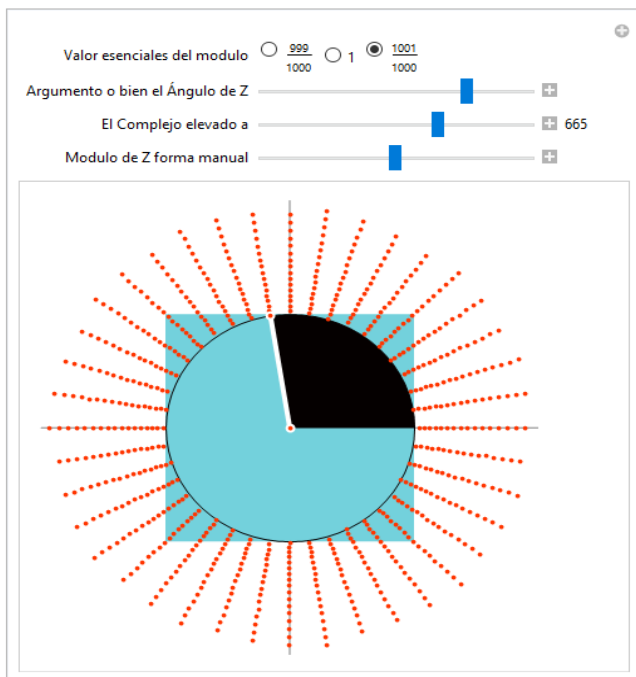 Valor esenciales del modulo 999/1000 1 1001/1000
Argumento o bien el Ángulo de Z
El Complejo elevado a 665
Modulo de Z forma manual